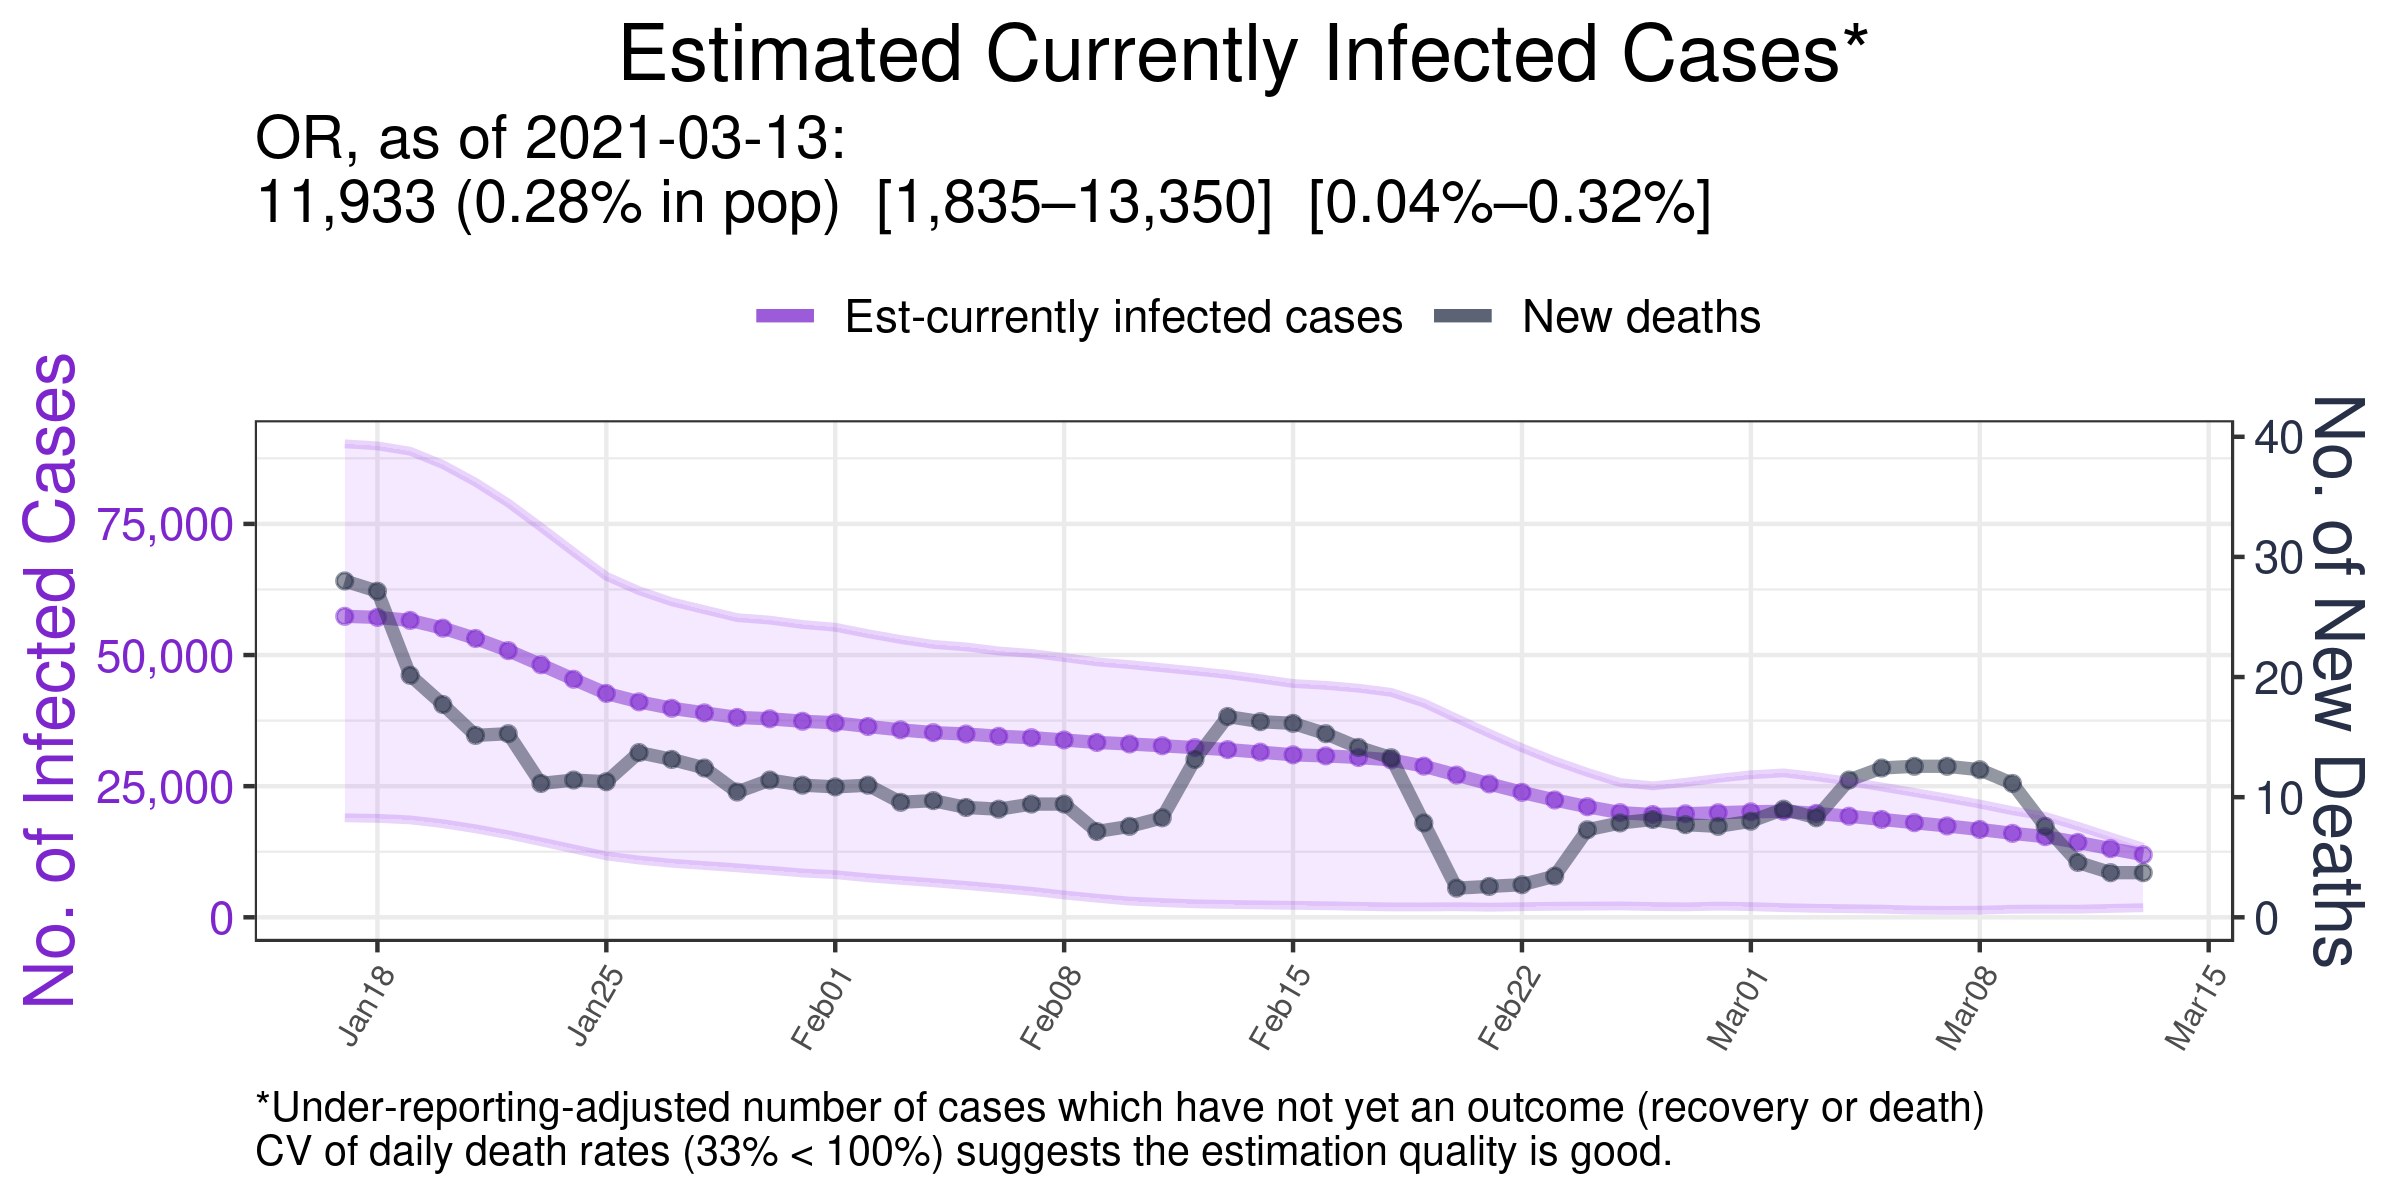 Estimated Currently Infected Cases*
OR, as of 2021-03-13:
11,933 (0.28% in pop) [1,835–13,350] [0.04%–0.32%]
Est-currently infected cases New deaths
No. of Infected Cases
75,000
50,000
25,000
0
40
30
20
10
0
No. of New Deaths
Jan18 Jan25 Feb01 Feb08 Feb15 Feb22 Mar01 Mar08 Mar15
*Under-reporting-adjusted number of cases which have not yet an outcome (recovery or death)
CV of daily death rates (33% < 100%) suggests the estimation quality is good.